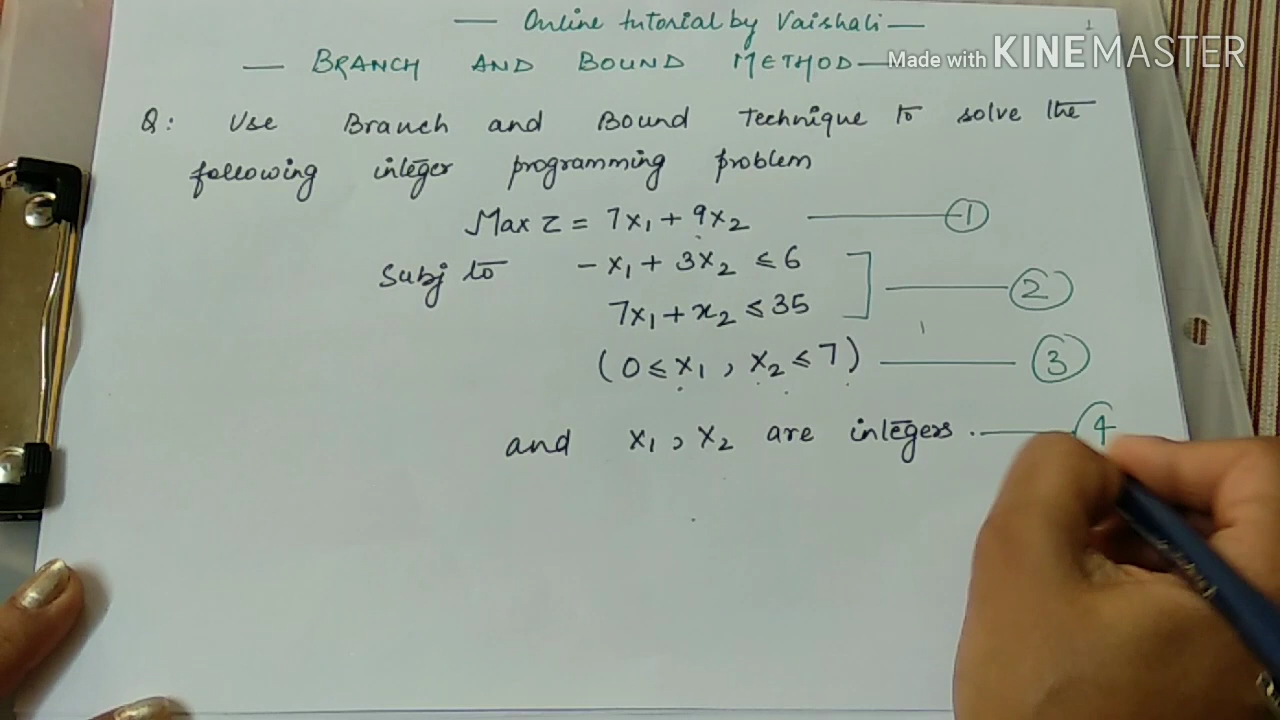 — Online tutorial by Vaishali — 1
— BRANCH AND BOUND METHOD — Made with KINEMASTER
Q: Use Branch and Bound Technique to solve the
following integer programming problem
Max Z = 7x₁ + 9x₂ — ①
Subj to - x₁ + 3x₂ ≤ 6
7x₁ + x₂ ≤ 35 ] — ②
(0 ≤ x₁ , x₂ ≤ 7) — ③
and x₁ , x₂ are integers . — ④